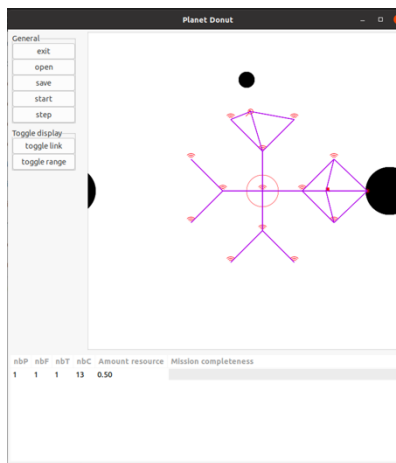 Planet Donut
General
exit
open
save
start
step
Toggle display
toggle link
toggle range
nbP nbF nbT nbC Amount resource Mission completeness
1 1 1 13 0.50